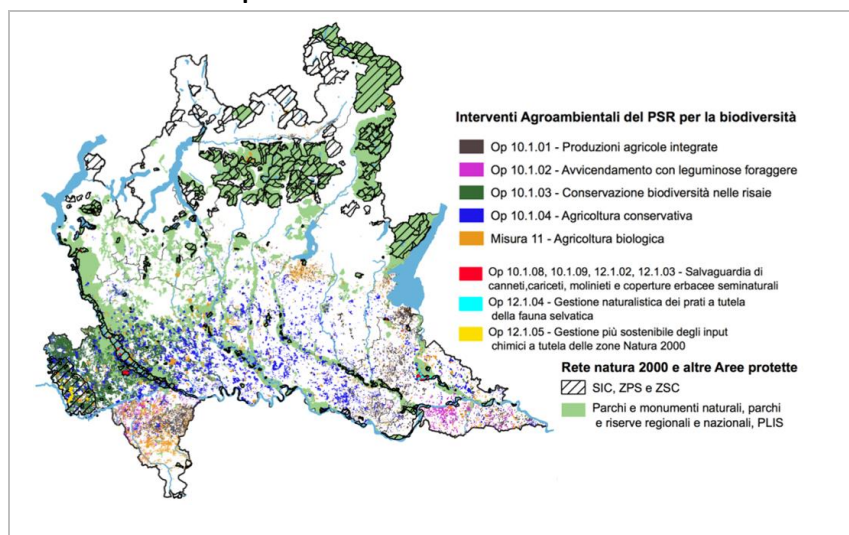 Interventi Agroambientali del PSR per la biodiversità
Op 10.1.01 - Produzioni agricole integrate
Op 10.1.02 - Avvicendamento con leguminose foraggere
Op 10.1.03 - Conservazione biodiversità nelle risaie
Op 10.1.04 - Agricoltura conservativa
Misura 11 - Agricoltura biologica
Op 10.1.08, 10.1.09, 12.1.02, 12.1.03 - Salvaguardia di
canneti,cariceti, molinieti e coperture erbacee seminaturali
Op 12.1.04 - Gestione naturalistica dei prati a tutela
della fauna selvatica
Op 12.1.05 - Gestione più sostenibile degli input
chimici a tutela delle zone Natura 2000
Rete natura 2000 e altre Aree protette
SIC, ZPS e ZSC
Parchi e monumenti naturali, parchi
e riserve regionali e nazionali, PLIS